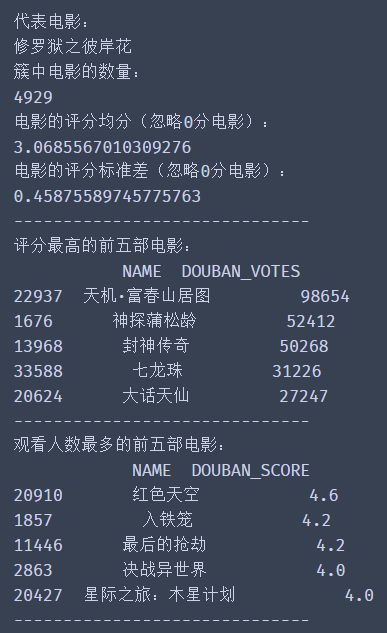 代表电影：
修罗狱之彼岸花
簇中电影的数量：
4929
电影的评分均分（忽略0分电影）：
3.0685567010309276
电影的评分标准差（忽略0分电影）：
0.45875589745775763
------------------------------
评分最高的前五部电影：
NAME DOUBAN_VOTES
22937 天机·富春山居图 98654
1676 神探蒲松龄 52412
13968 封神传奇 50268
33588 七龙珠 31226
20624 大话天仙 27247
------------------------------
观看人数最多的前五部电影：
NAME DOUBAN_SCORE
20910 红色天空 4.6
1857 入铁笼 4.2
11446 最后的抢劫 4.2
2863 决战异世界 4.0
20427 星际之旅：木星计划 4.0
------------------------------